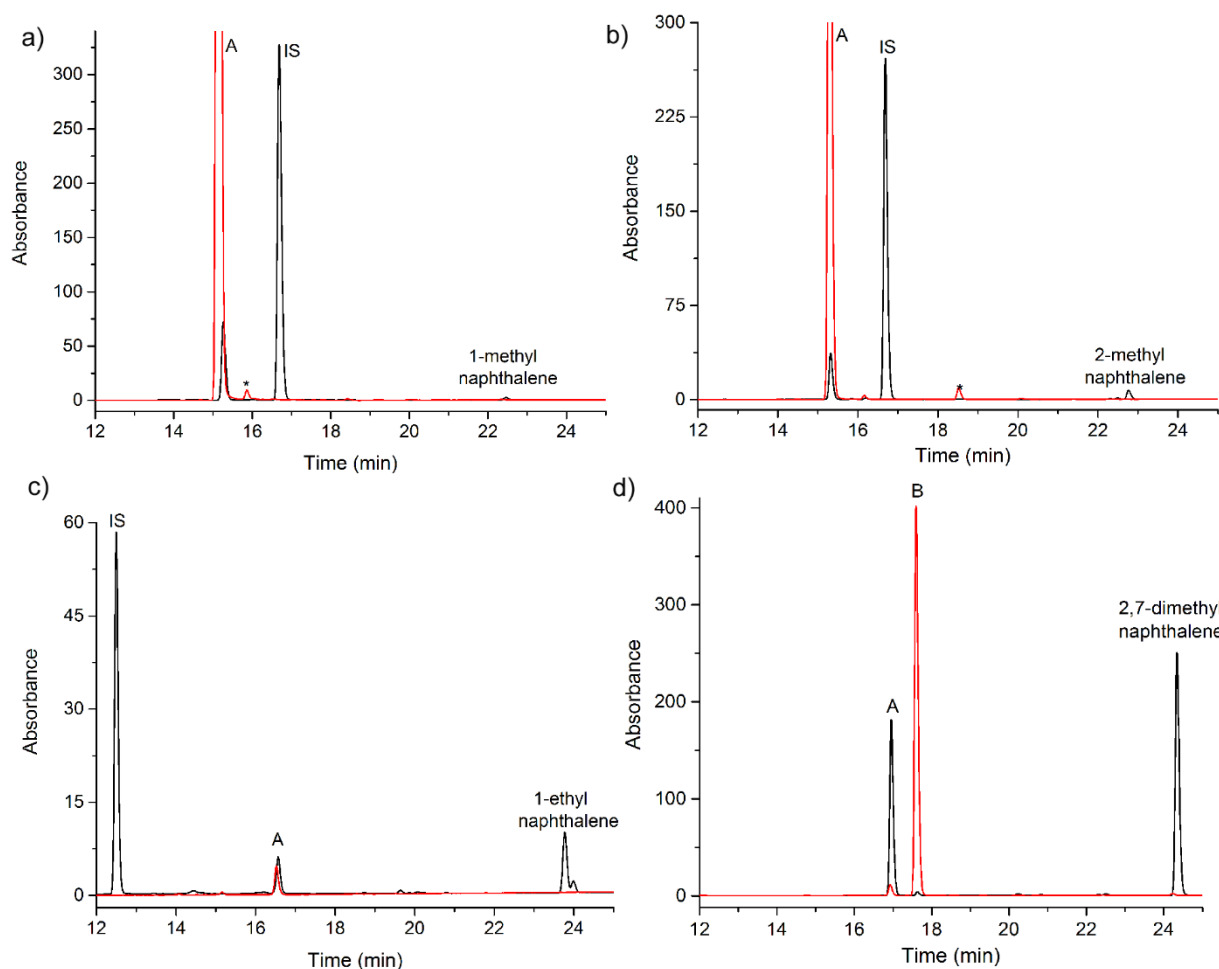 a)
A
IS
*
1-methyl
naphthalene
Absorbance
300
250
200
150
100
50
0
12 14 16 18 20 22 24
Time (min)
b)
A
IS
*
2-methyl
naphthalene
Absorbance
300
225
150
75
0
12 14 16 18 20 22 24
Time (min)
c)
IS
A
1-ethyl
naphthalene
Absorbance
60
45
30
15
0
12 14 16 18 20 22 24
Time (min)
d)
B
A
2,7-dimethyl
naphthalene
Absorbance
400
300
200
100
0
12 14 16 18 20 22 24
Time (min)